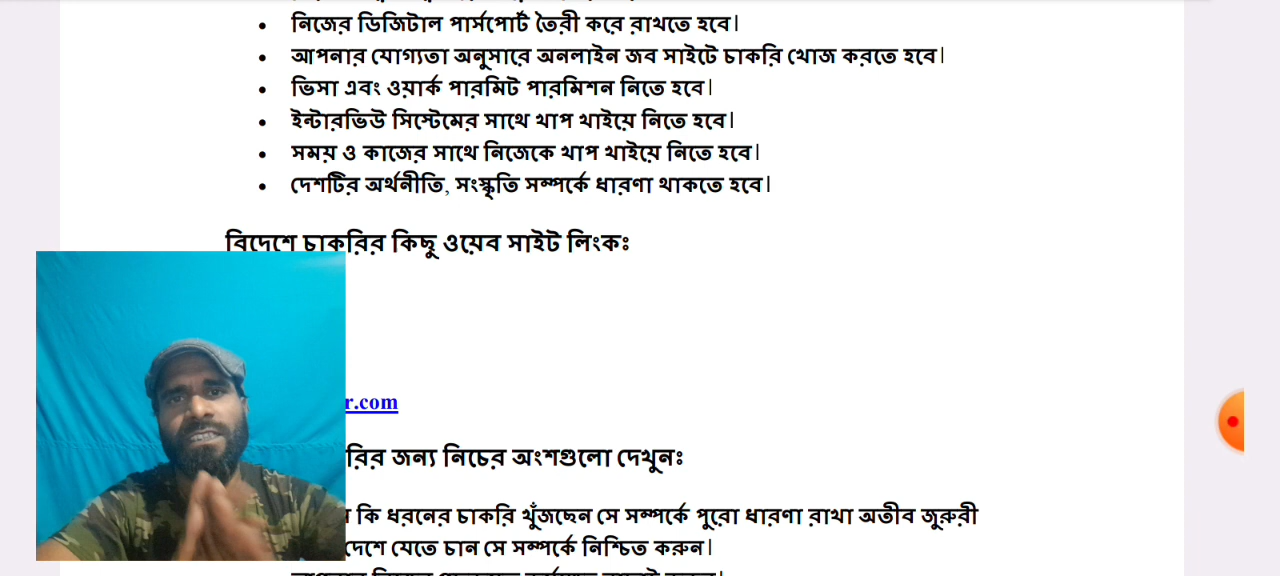 নিজের ডিজিটাল পার্সপোর্ট তৈরী করে রাখতে হবে।
আপনার যোগ্যতা অনুসারে অনলাইন জব সাইটে চাকরি খোজ করতে হবে।
ভিসা এবং ওয়ার্ক পারমিট পারমিশন নিতে হবে।
ইন্টারভিউ সিস্টেমের সাথে খাপ খাইয়ে নিতে হবে।
সময় ও কাজের সাথে নিজেকে খাপ খাইয়ে নিতে হবে।
দেশটির অর্থনীতি, সংস্কৃতি সম্পর্কে ধারণা থাকতে হবে।
বিদেশে চাকরির কিছু ওয়েব সাইট লিংকঃ
r.com
রির জন্য নিচের অংশগুলো দেখুনঃ
কি ধরনের চাকরি খুঁজছেন সে সম্পর্কে পুরো ধারণা রাখা অতীব জুরুরী
দেশে যেতে চান সে সম্পর্কে নিশ্চিত করুন।